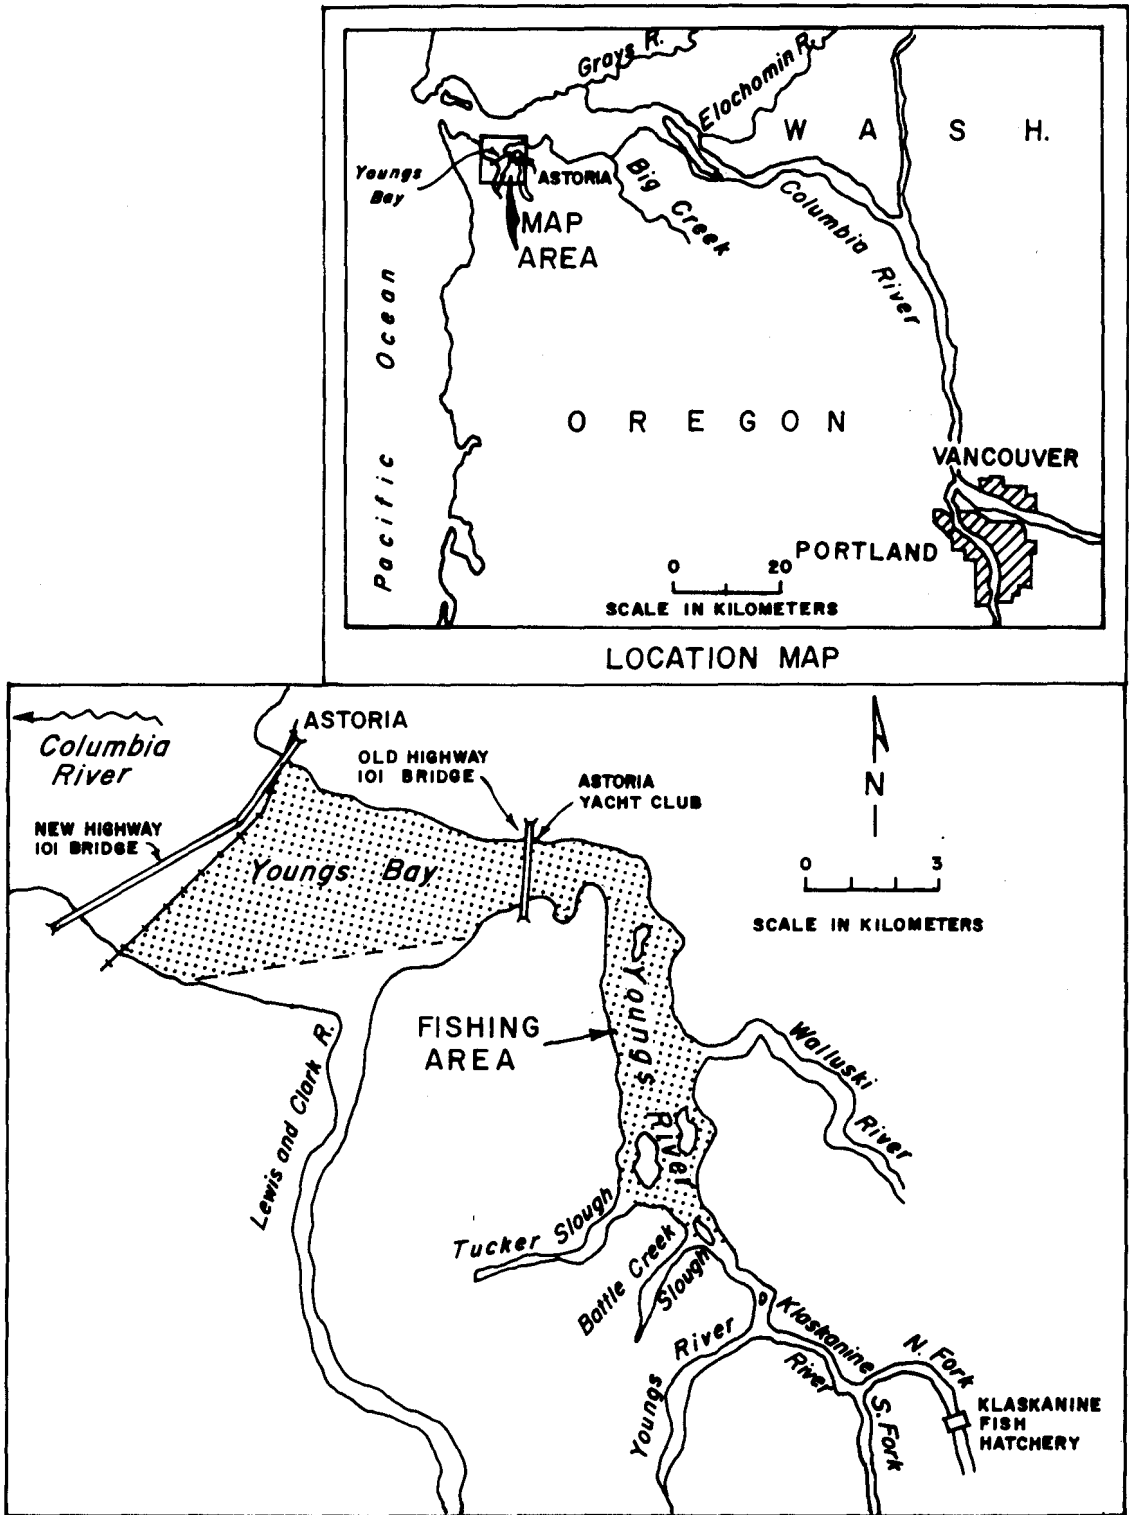 Grays R.
Elochomin R.
W A S H.
Youngs
Bay
ASTORIA
Big Creek
MAP
AREA
Columbia River
Pacific Ocean
O R E G O N
VANCOUVER
PORTLAND
0 20
SCALE IN KILOMETERS
LOCATION MAP
ASTORIA
Columbia
River
OLD HIGHWAY
101 BRIDGE
ASTORIA
YACHT CLUB
N
NEW HIGHWAY
101 BRIDGE
Youngs Bay
0 3
SCALE IN KILOMETERS
FISHING
AREA
Youngs River
Walluski River
Lewis and Clark R.
Tucker Slough
Battle Creek
Slough
Youngs River
Klaskanine
River
N. Fork
S. Fork
KLASKANINE
FISH
HATCHERY